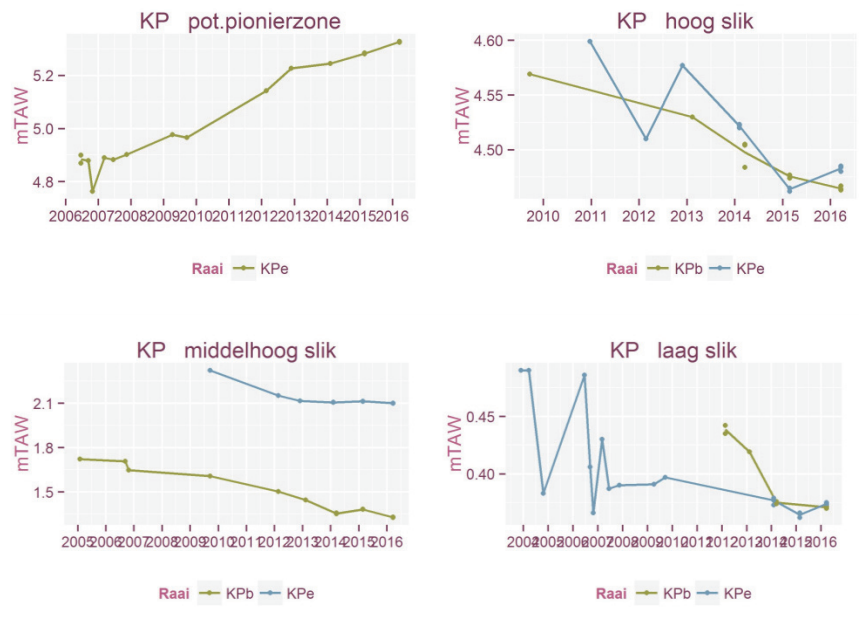 KP pot.pionierzone
mTAW
5.2
5.0
4.8
2006 2007 2008 2009 2010 2011 2012 2013 2014 2015 2016
Raai KPe
KP hoog slik
mTAW
4.60
4.55
4.50
2010 2011 2012 2013 2014 2015 2016
Raai KPb KPe
KP middelhoog slik
mTAW
2.1
1.8
1.5
2005 2006 2007 2008 2009 2010 2011 2012 2013 2014 2015 2016
Raai KPb KPe
KP laag slik
mTAW
0.45
0.40
2004 2005 2006 2007 2008 2009 2010 2011 2012 2013 2014 2015 2016
Raai KPb KPe